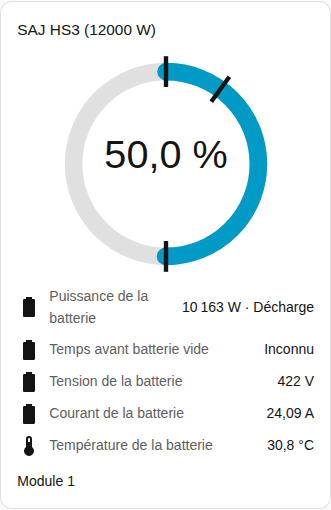 SAJ HS3 (12000 W)
50,0 %
Puissance de la
batterie
10 163 W · Décharge
Temps avant batterie vide
Inconnu
Tension de la batterie
422 V
Courant de la batterie
24,09 A
Température de la batterie
30,8 °C
Module 1